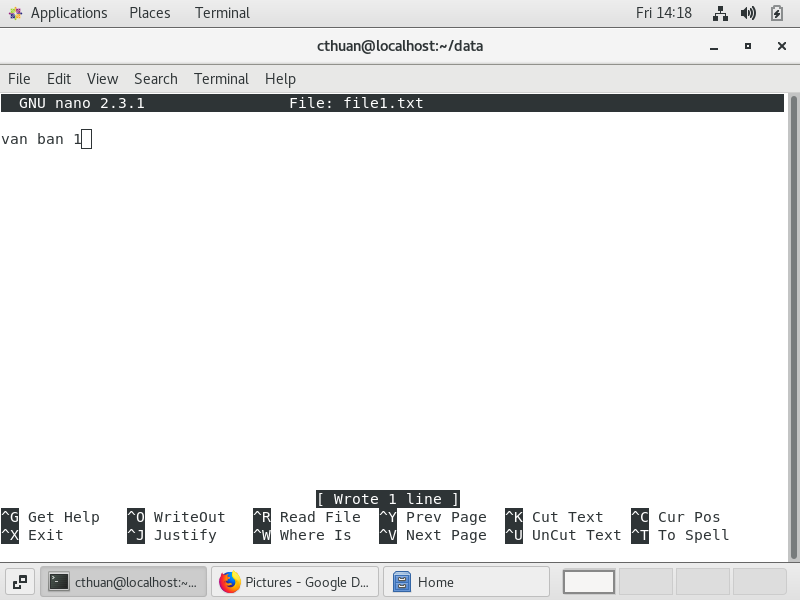 Applications Places Terminal Fri 14:18
cthuan@localhost:~/data
File Edit View Search Terminal Help
GNU nano 2.3.1 File: file1.txt
van ban 1
[ Wrote 1 line ]
^G Get Help ^O WriteOut ^R Read File ^Y Prev Page ^K Cut Text ^C Cur Pos
^X Exit ^J Justify ^W Where Is ^V Next Page ^U UnCut Text ^T To Spell
cthuan@localhost:~... Pictures - Google D... Home